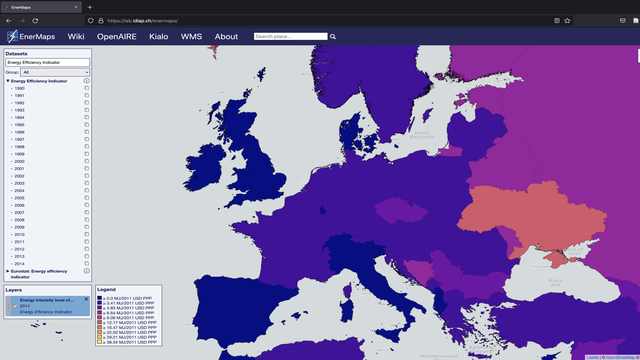 EnerMaps
https://lab.idiap.ch/enermaps/
EnerMaps Wiki OpenAIRE Kialo WMS About Search place...
Datasets
Energy Efficiency Indicator
Group: All
Energy Efficiency Indicator
1990
1991
1992
1993
1994
1995
1996
1997
1998
1999
2000
2001
2002
2003
2004
2005
2006
2007
2008
2009
2010
2011
2012
2013
2014
Eurostat: Energy efficiency
indicator
Layers
Energy intensity level of...
2014
Energy Efficiency Indicator
Legend
≥ 0.0 MJ/2011 USD PPP
≥ 3.41 MJ/2011 USD PPP
≥ 4.83 MJ/2011 USD PPP
≥ 6.64 MJ/2011 USD PPP
≥ 9.06 MJ/2011 USD PPP
≥ 12.17 MJ/2011 USD PPP
≥ 16.47 MJ/2011 USD PPP
≥ 22.02 MJ/2011 USD PPP
≥ 29.21 MJ/2011 USD PPP
≥ 38.34 MJ/2011 USD PPP
Leaflet | © OpenStreetMap